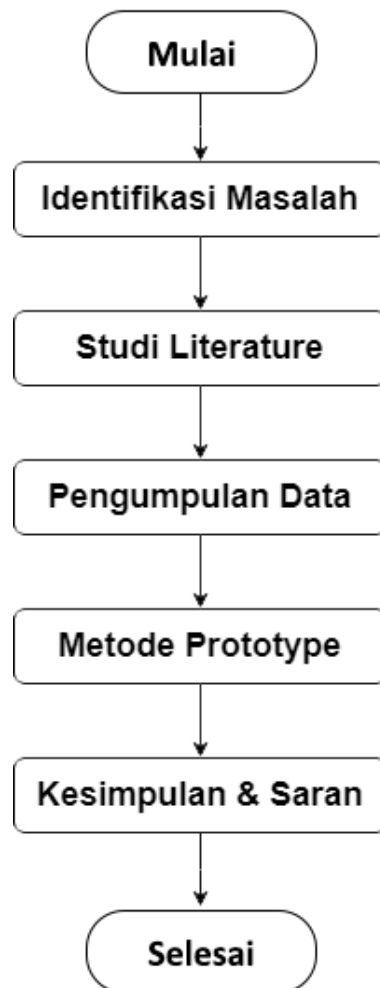 Mulai
Identifikasi Masalah
Studi Literature
Pengumpulan Data
Metode Prototype
Kesimpulan & Saran
Selesai